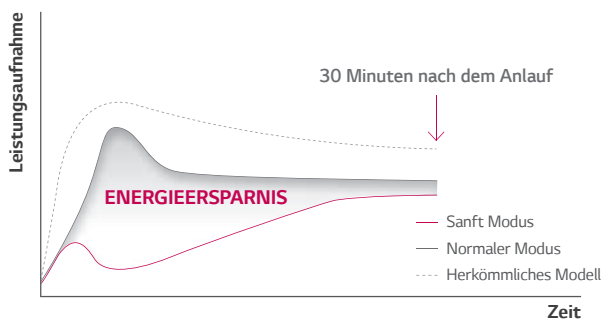 Leistungsaufnahme
30 Minuten nach dem Anlauf
ENERGIEERSPARNIS
Sanft Modus
Normaler Modus
Herkömmliches Modell
Zeit